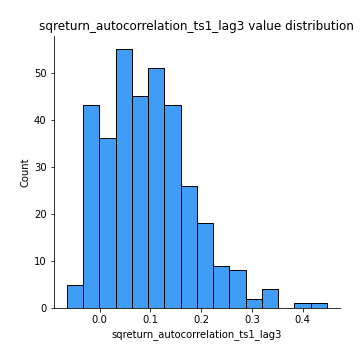 sqreturn_autocorrelation_ts1_lag3 value distribution
50
40
30
20
10
0
Count
0.0 0.1 0.2 0.3 0.4
sqreturn_autocorrelation_ts1_lag3